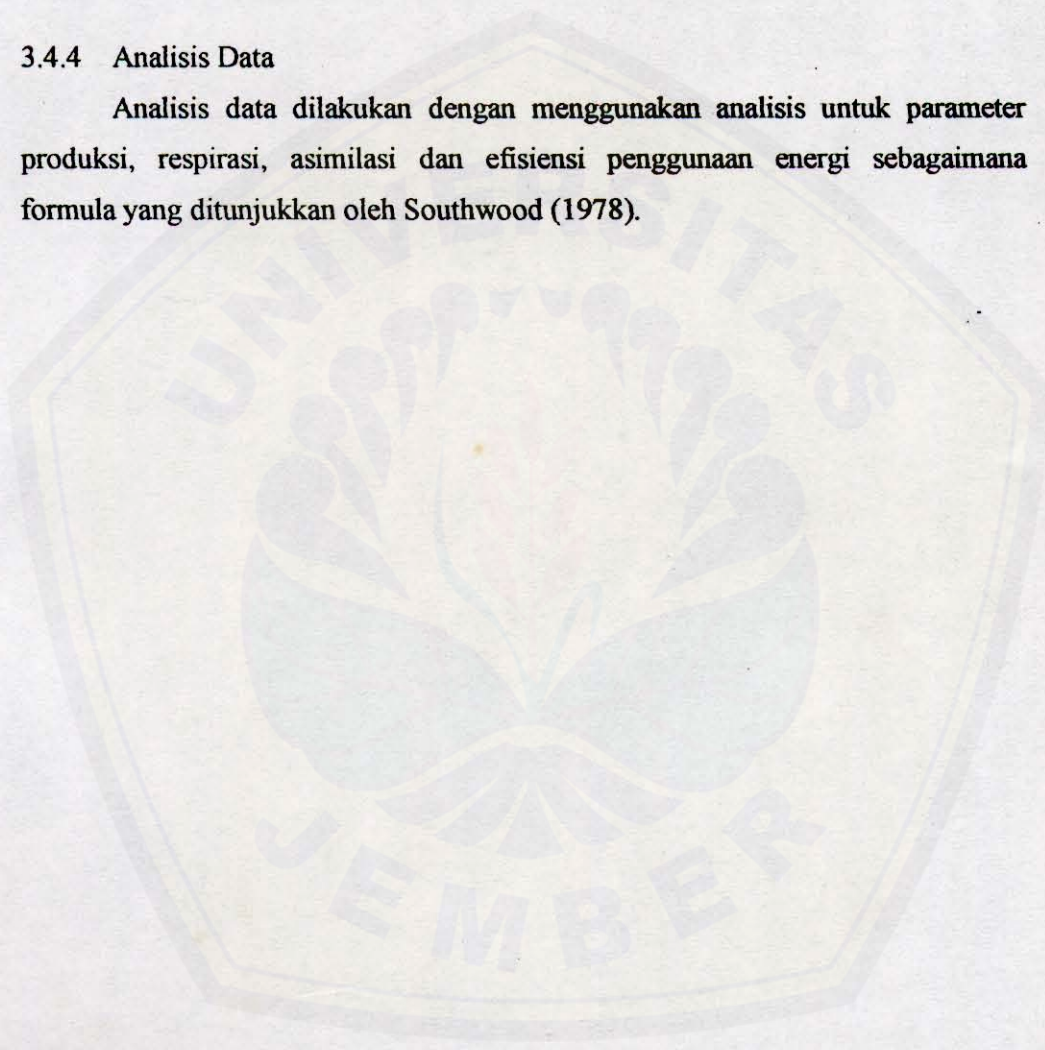 3.4.4 Analisis Data
Analisis data dilakukan dengan menggunakan analisis untuk parameter
produksi, respirasi, asimilasi dan efisiensi penggunaan energi sebagaimana
formula yang ditunjukkan oleh Southwood (1978).
UNIVERSITAS
JEMBER